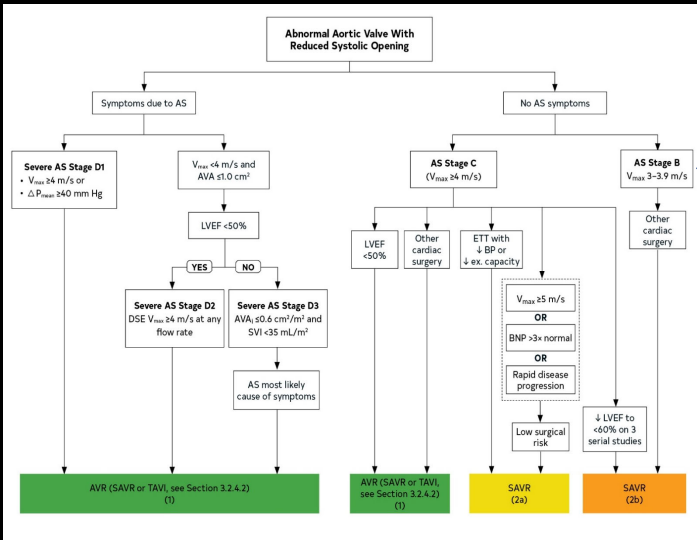 Abnormal Aortic Valve With
Reduced Systolic Opening
Symptoms due to AS
No AS symptoms
Severe AS Stage D1
• Vmax ≥4 m/s or
• △ Pmean ≥40 mm Hg
Vmax <4 m/s and
AVA ≤1.0 cm²
AS Stage C
(Vmax ≥4 m/s)
AS Stage B
Vmax 3–3.9 m/s
LVEF <50%
YES
NO
Severe AS Stage D2
DSE Vmax ≥4 m/s at any
flow rate
Severe AS Stage D3
AVAi ≤0.6 cm²/m² and
SVI <35 mL/m²
AS most likely
cause of symptoms
LVEF
<50%
Other
cardiac
surgery
ETT with
↓ BP or
↓ ex. capacity
Vmax ≥5 m/s
OR
BNP >3× normal
OR
Rapid disease
progression
Low surgical
risk
↓ LVEF to
<60% on 3
serial studies
Other
cardiac
surgery
AVR (SAVR or TAVI, see Section 3.2.4.2)
(1)
AVR (SAVR or TAVI,
see Section 3.2.4.2)
(1)
SAVR
(2a)
SAVR
(2b)